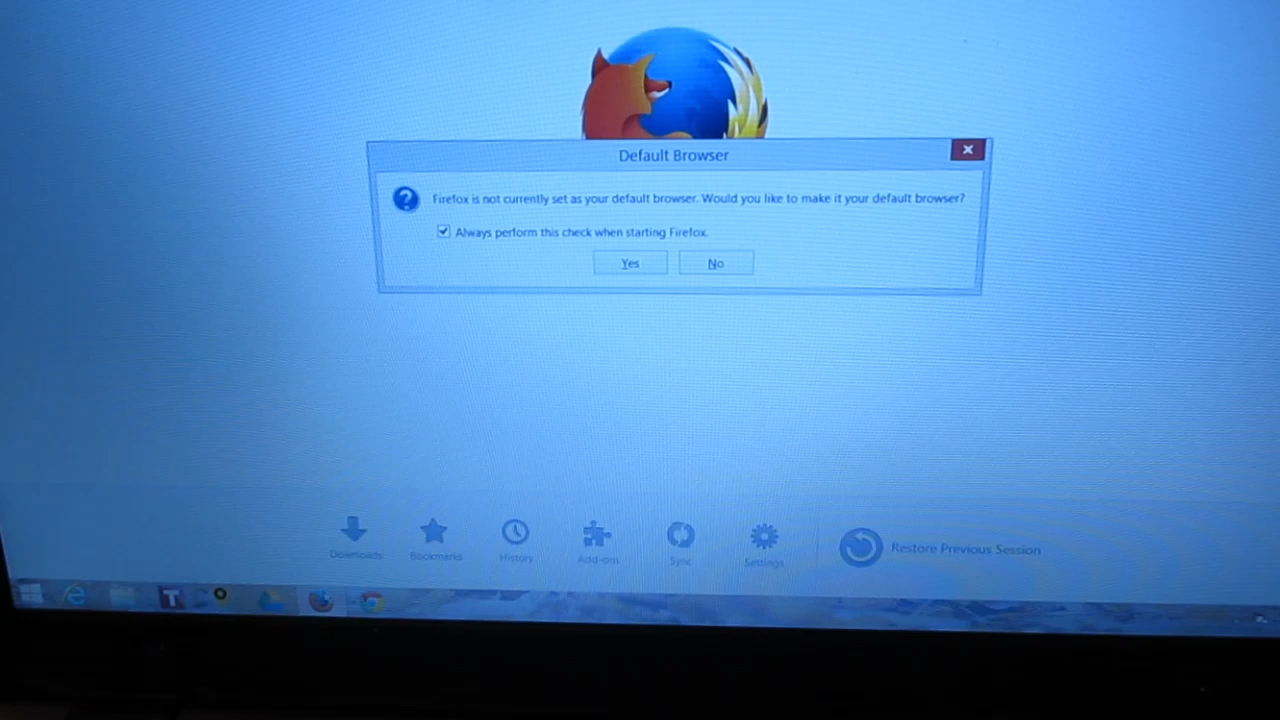 Default Browser
Firefox is not currently set as your default browser. Would you like to make it your default browser?
Always perform this check when starting Firefox.
Yes No
Downloads Bookmarks History Add-ons Sync Settings Restore Previous Session
T